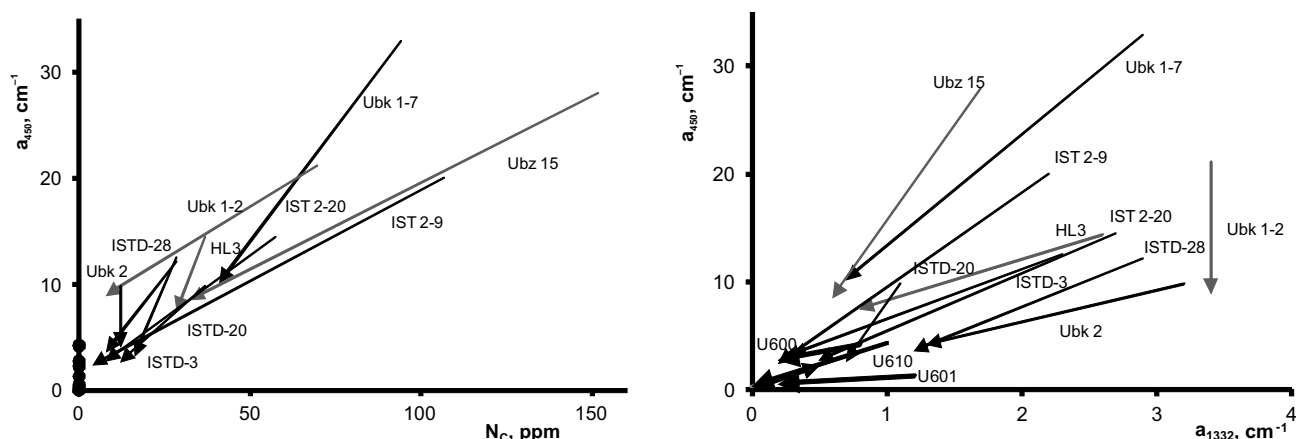 a₄₅₀, cm⁻¹
30
20
10
0
0
50
100
150
N_C, ppm
Ubk 1-7
Ubz 15
Ubk 1-2
IST 2-20
IST 2-9
ISTD-28
HL3
Ubk 2
ISTD-20
ISTD-3
a₄₅₀, cm⁻¹
30
20
10
0
0
1
2
3
4
a₁₃₃₂, cm⁻¹
Ubz 15
Ubk 1-7
IST 2-9
IST 2-20
HL3
Ubk 1-2
ISTD-28
ISTD-20
ISTD-3
Ubk 2
U600
U610
U601